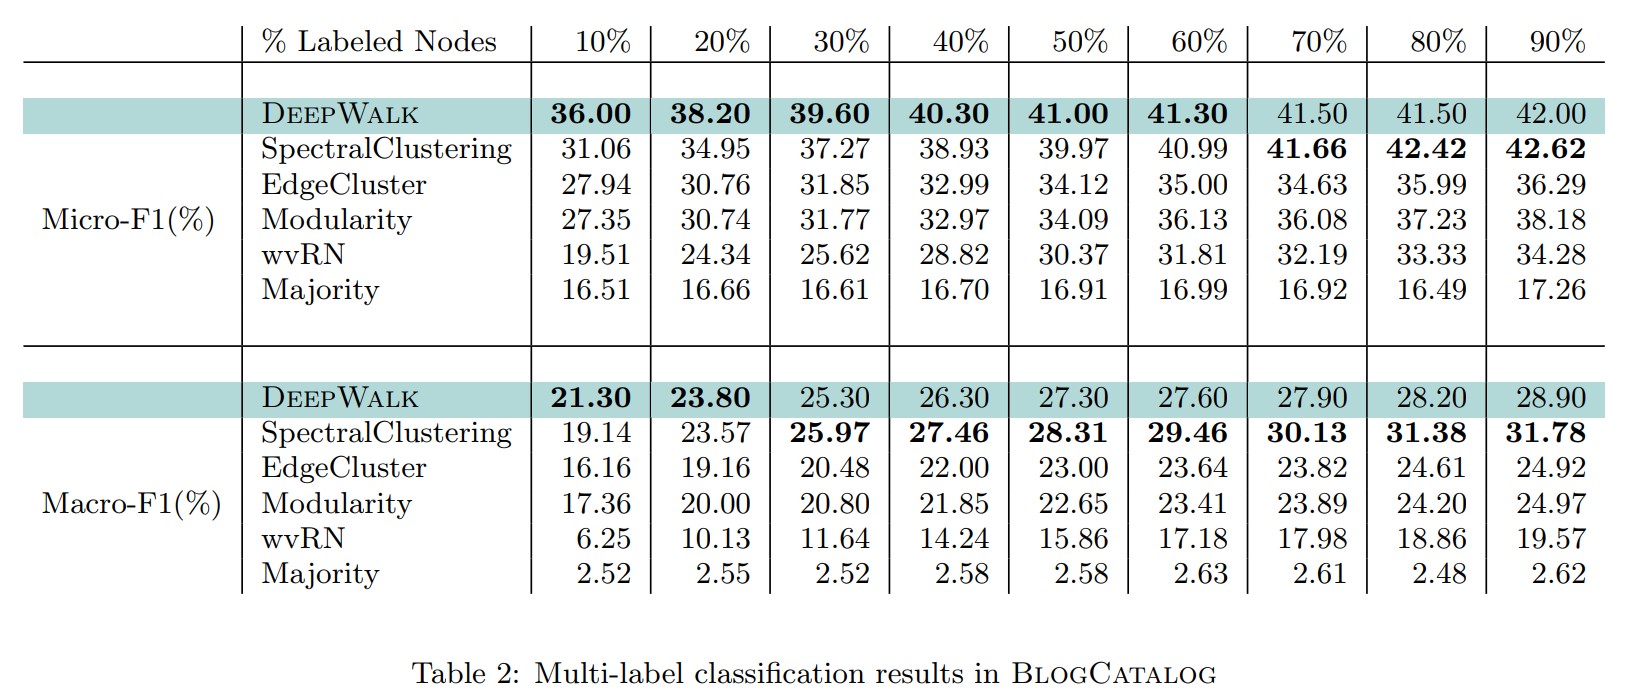 % Labeled Nodes 10% 20% 30% 40% 50% 60% 70% 80% 90%
DEEPWALK 36.00 38.20 39.60 40.30 41.00 41.30 41.50 41.50 42.00
SpectralClustering 31.06 34.95 37.27 38.93 39.97 40.99 41.66 42.42 42.62
EdgeCluster 27.94 30.76 31.85 32.99 34.12 35.00 34.63 35.99 36.29
Micro-F1(%) Modularity 27.35 30.74 31.77 32.97 34.09 36.13 36.08 37.23 38.18
wvRN 19.51 24.34 25.62 28.82 30.37 31.81 32.19 33.33 34.28
Majority 16.51 16.66 16.61 16.70 16.91 16.99 16.92 16.49 17.26
DEEPWALK 21.30 23.80 25.30 26.30 27.30 27.60 27.90 28.20 28.90
SpectralClustering 19.14 23.57 25.97 27.46 28.31 29.46 30.13 31.38 31.78
EdgeCluster 16.16 19.16 20.48 22.00 23.00 23.64 23.82 24.61 24.92
Macro-F1(%) Modularity 17.36 20.00 20.80 21.85 22.65 23.41 23.89 24.20 24.97
wvRN 6.25 10.13 11.64 14.24 15.86 17.18 17.98 18.86 19.57
Majority 2.52 2.55 2.52 2.58 2.58 2.63 2.61 2.48 2.62
Table 2: Multi-label classification results in BLOGCATALOG